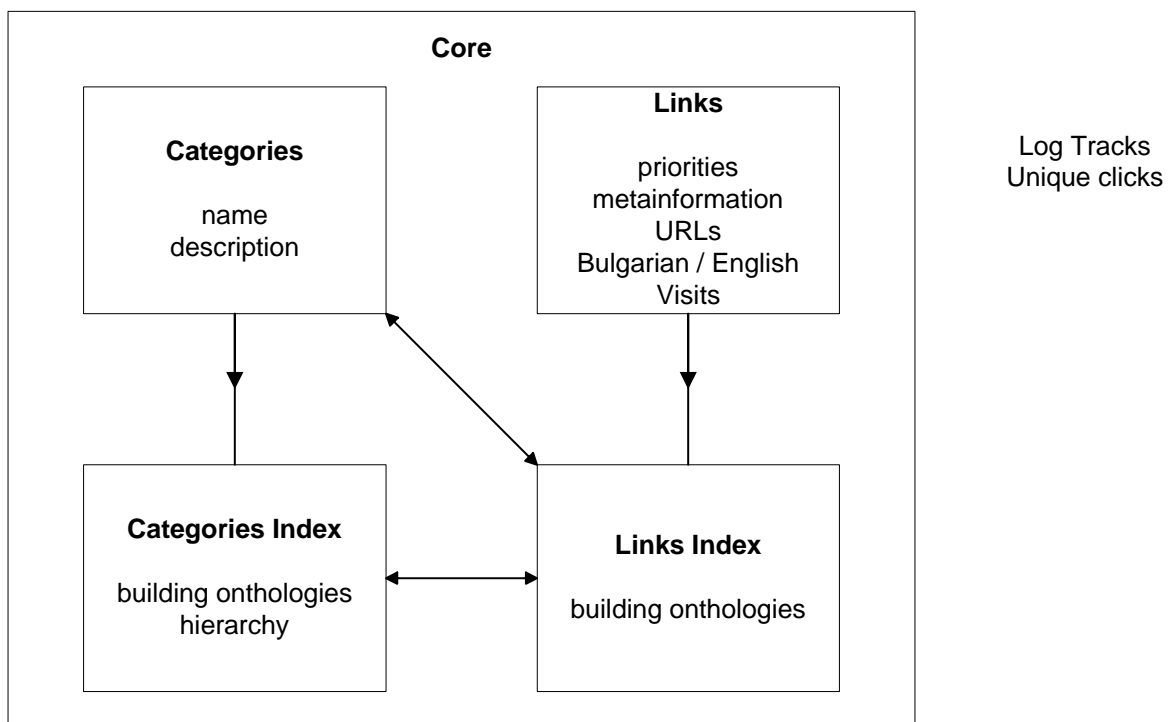 Core
Categories
name
description
Links
priorities
metainformation
URLs
Bulgarian / English
Visits
Log Tracks
Unique clicks
Categories Index
building onthologies
hierarchy
Links Index
building onthologies